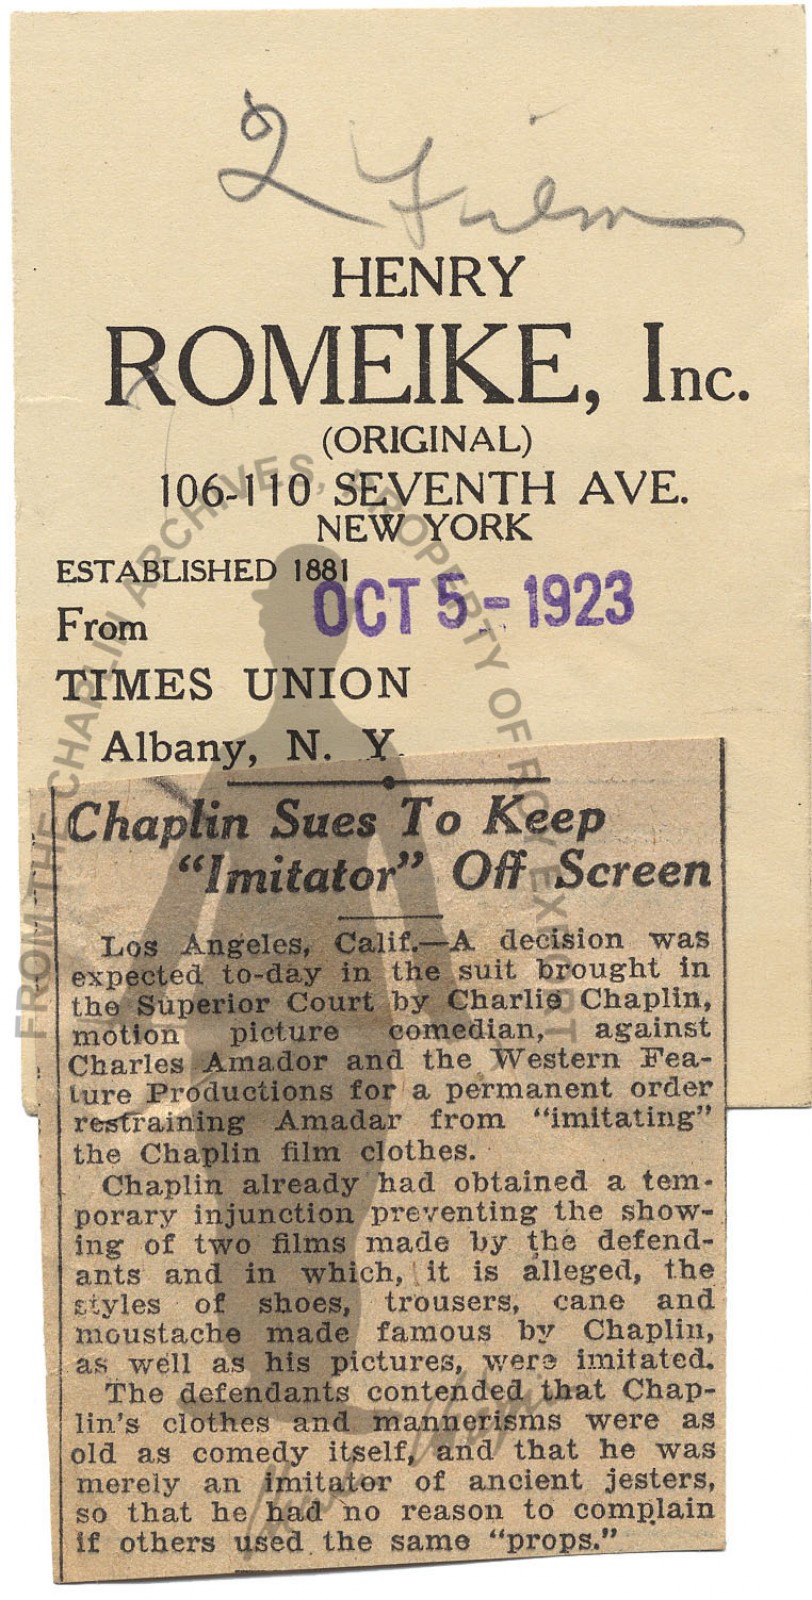 2 Film
HENRY
ROMEIKE, Inc.
(ORIGINAL)
106-110 SEVENTH AVE.
NEW YORK
ESTABLISHED 1881
OCT 5-1923
From
TIMES UNION
Albany, N. Y.
FROM THE CHAPLIN ARCHIVES, PROPERTY OF ROY EXPORT
Chaplin Sues To Keep
"Imitator" Off Screen
Los Angeles, Calif.—A decision was
expected to-day in the suit brought in
the Superior Court by Charlie Chaplin,
motion picture comedian, against
Charles Amador and the Western Fea-
ture Productions for a permanent order
restraining Amadar from "imitating"
the Chaplin film clothes.
Chaplin already had obtained a tem-
porary injunction preventing the show-
ing of two films made by the defend-
ants and in which, it is alleged, the
styles of shoes, trousers, cane and
moustache made famous by Chaplin,
as well as his pictures, were imitated.
The defendants contended that Chap-
lin's clothes and mannerisms were as
old as comedy itself, and that he was
merely an imitator of ancient jesters,
so that he had no reason to complain
if others used the same "props."